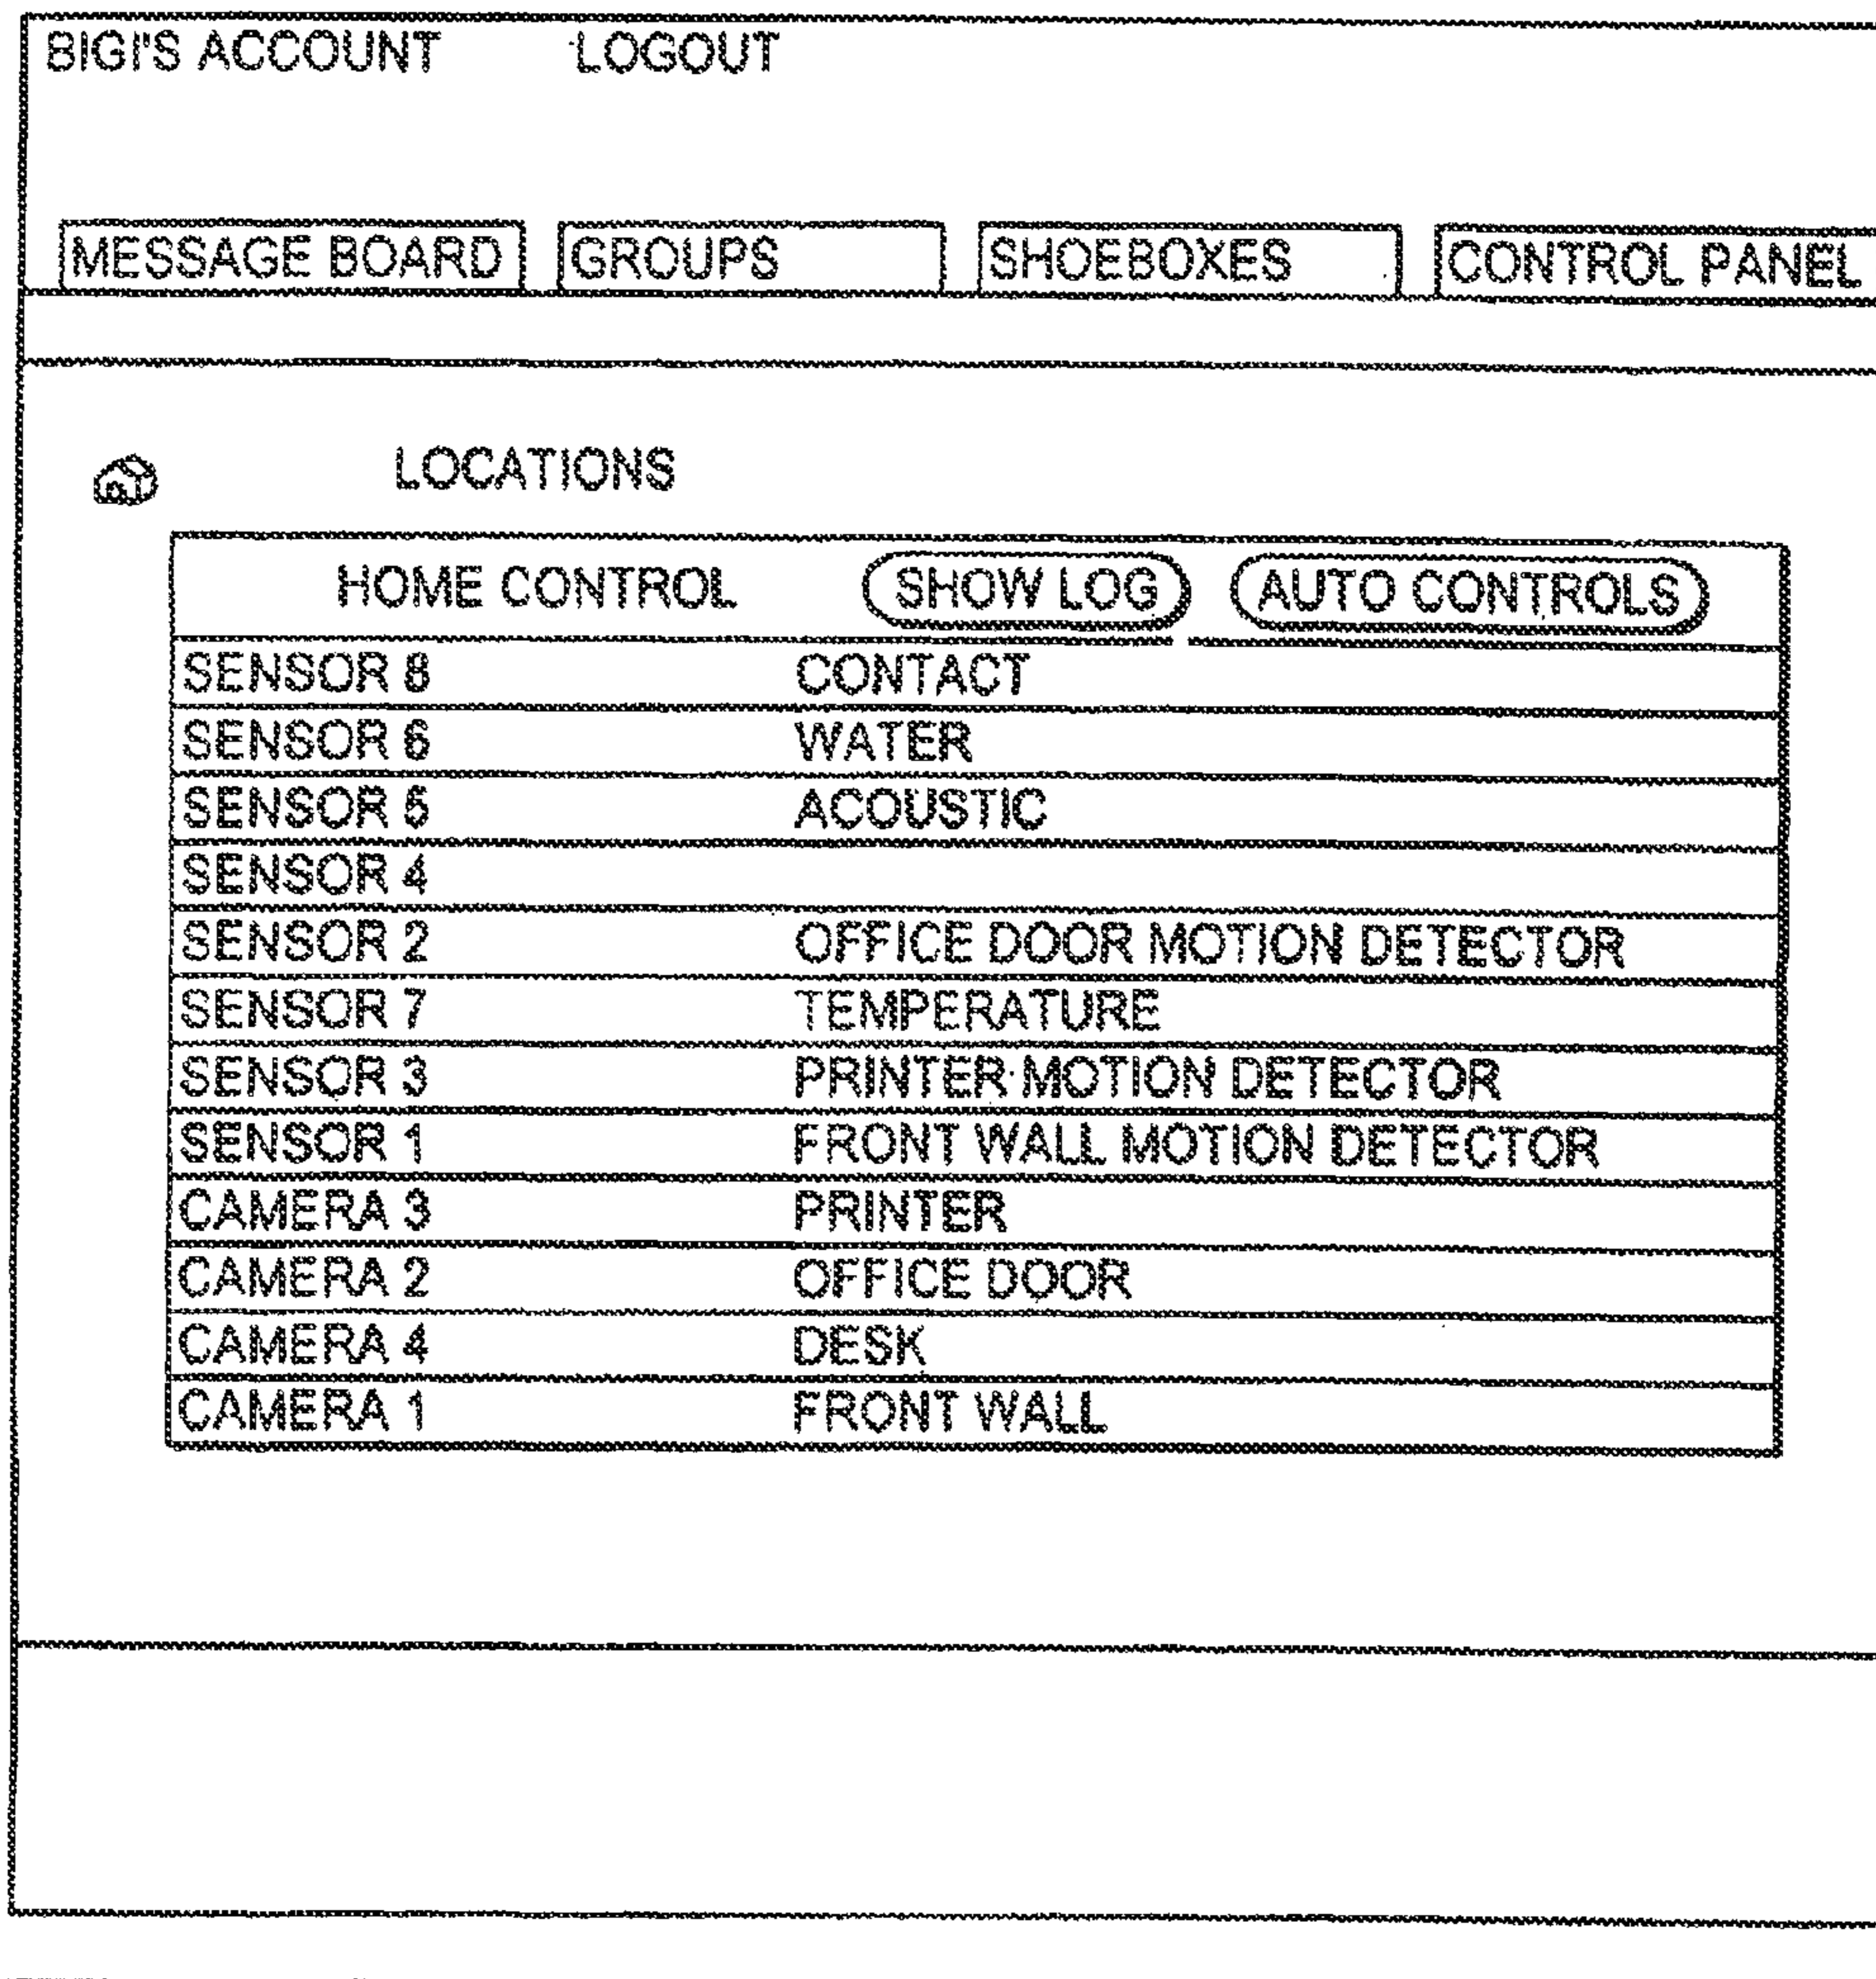 BIGI'S ACCOUNT LOGOUT
MESSAGE BOARD GROUPS SHOEBOXES CONTROL PANEL
LOCATIONS
HOME CONTROL SHOW LOG AUTO CONTROLS
SENSOR 8 CONTACT
SENSOR 6 WATER
SENSOR 5 ACOUSTIC
SENSOR 4
SENSOR 2 OFFICE DOOR MOTION DETECTOR
SENSOR 7 TEMPERATURE
SENSOR 3 PRINTER MOTION DETECTOR
SENSOR 1 FRONT WALL MOTION DETECTOR
CAMERA 3 PRINTER
CAMERA 2 OFFICE DOOR
CAMERA 4 DESK
CAMERA 1 FRONT WALL